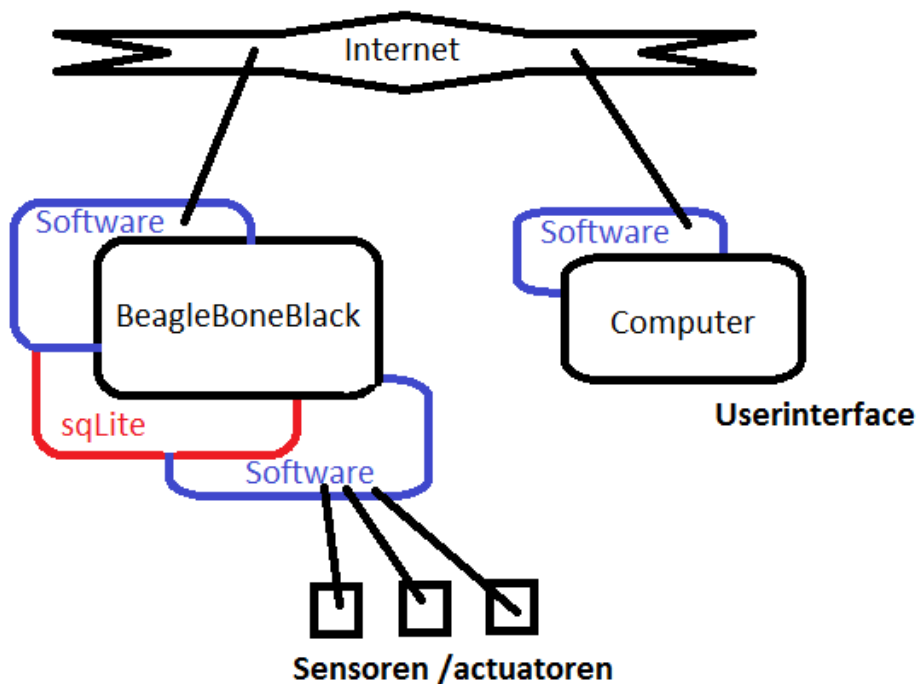 Internet
Software
Software
BeagleBoneBlack
Computer
sqLite
Userinterface
Software
Sensoren /actuatoren